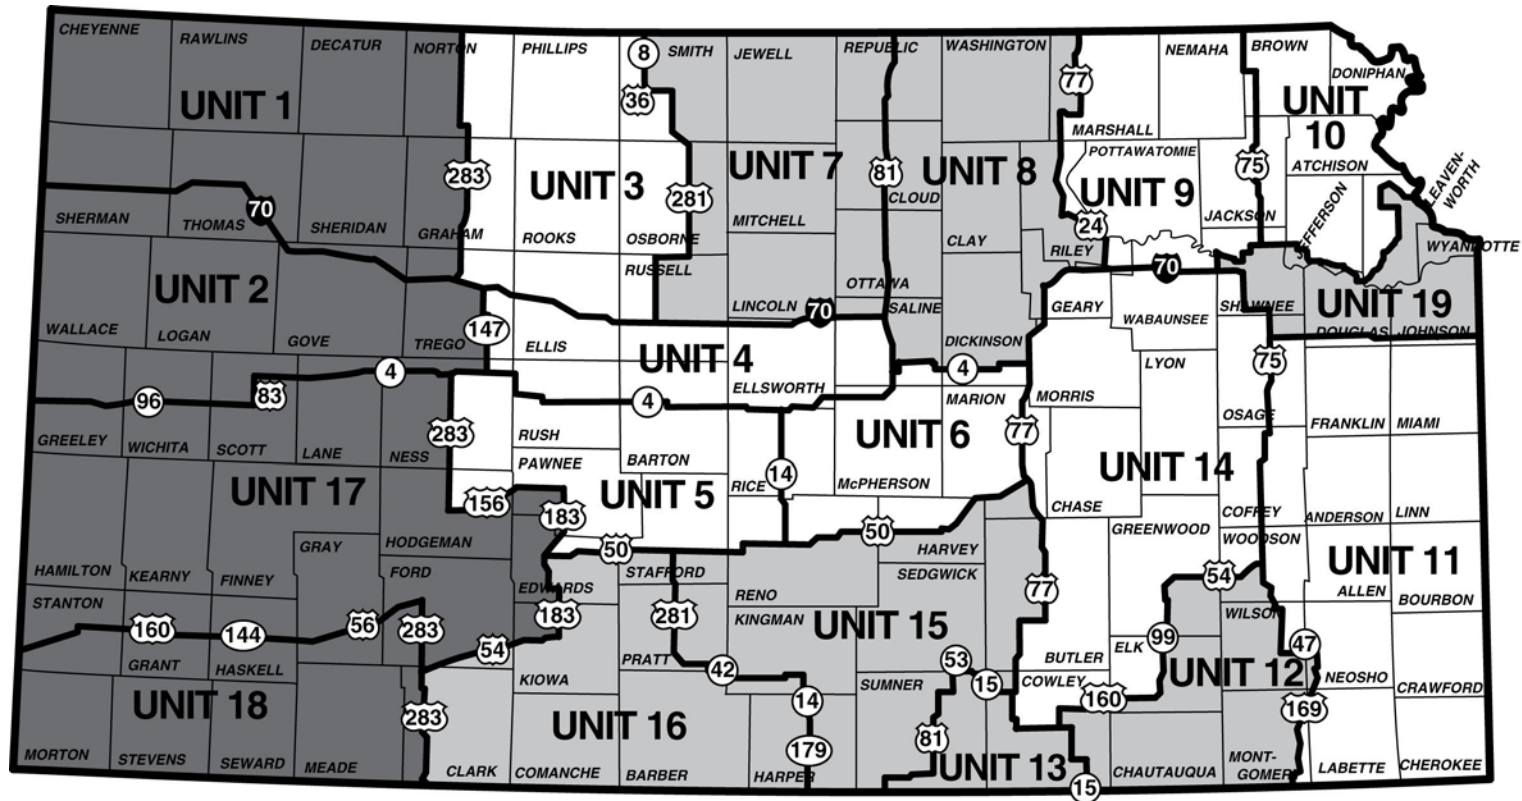 CHEYENNE
RAWLINS
DECATUR
NORTON
PHILLIPS
8
SMITH
JEWELL
REPUBLIC
WASHINGTON
77
NEMAHA
BROWN
DONIPHAN
UNIT 1
36
UNIT
10
MARSHALL
283
UNIT 3
281
UNIT 7
81
UNIT 8
POTTAWATOMIE
UNIT 9
75
ATCHISON
LEAVEN-
WORTH
SHERMAN
THOMAS
70
SHERIDAN
GRAHAM
ROOKS
OSBORNE
MITCHELL
CLOUD
CLAY
24
RILEY
JACKSON
JEFFERSON
WYANDOTTE
UNIT 2
RUSSELL
LINCOLN
70
OTTAWA
SALINE
70
GEARY
WABAUNSEE
SHAWNEE
UNIT 19
WALLACE
LOGAN
GOVE
TREGO
147
ELLIS
UNIT 4
DICKINSON
DOUGLAS
JOHNSON
96
83
4
4
ELLSWORTH
4
MARION
MORRIS
LYON
75
GREELEY
WICHITA
SCOTT
LANE
NESS
283
RUSH
PAWNEE
BARTON
RICE
14
UNIT 6
McPHERSON
77
OSAGE
FRANKLIN
MIAMI
UNIT 17
156
183
UNIT 5
50
50
CHASE
UNIT 14
GREENWOOD
COFFEY
WOODSON
ANDERSON
LINN
HAMILTON
KEARNY
FINNEY
GRAY
HODGEMAN
FORD
EDWARDS
STAFFORD
RENO
HARVEY
SEDGWICK
77
54
UNIT 11
ALLEN
BOURBON
STANTON
160
144
56
283
183
281
KINGMAN
UNIT 15
WILSON
99
47
GRANT
HASKELL
54
KIOWA
PRATT
42
53
15
BUTLER
COWLEY
ELK
UNIT 12
NEOSHO
CRAWFORD
UNIT 18
283
UNIT 16
14
SUMNER
160
169
179
81
UNIT 13
MORTON
STEVENS
SEWARD
MEADE
CLARK
COMANCHE
BARBER
HARPER
15
CHAUTAUQUA
MONT-
GOMERY
LABETTE
CHEROKEE